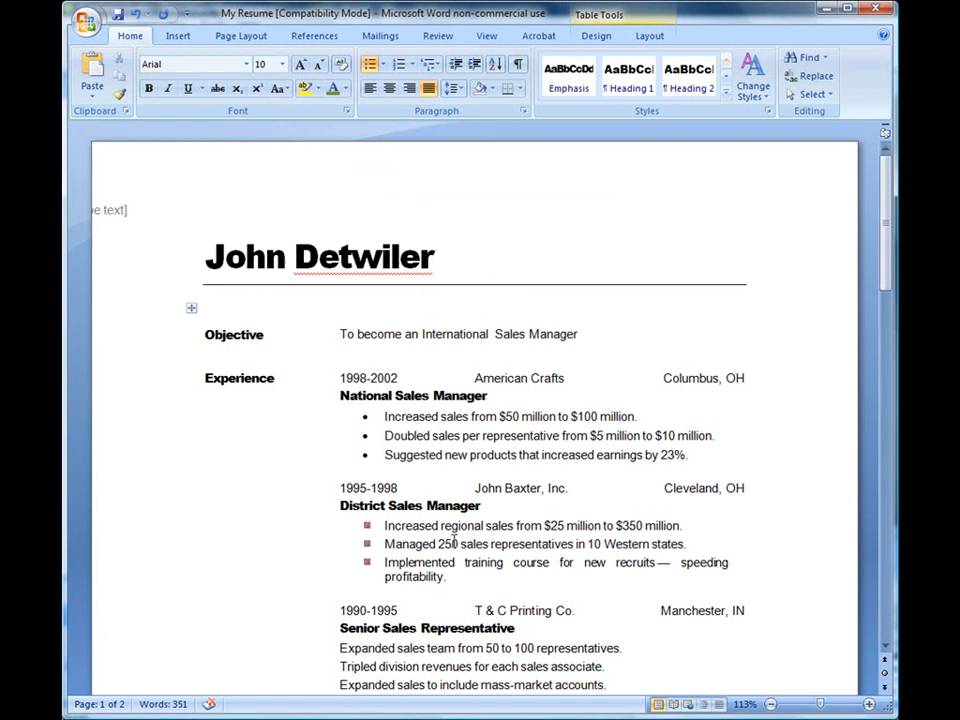 My Resume [Compatibility Mode] - Microsoft Word non-commercial use
Table Tools
Home Insert Page Layout References Mailings Review View Acrobat Design Layout
Paste
Clipboard
Arial 10
B I U abc x₂ x² Aa
Font
Paragraph
AaBbCcDd AaBbCcl AaBbCcl
Emphasis ¶ Heading 1 ¶ Heading 2
Change Styles
Styles
Find
Replace
Select
Editing
be text]
John Detwiler
Objective To become an International Sales Manager
Experience 1998-2002 American Crafts Columbus, OH
National Sales Manager
• Increased sales from $50 million to $100 million.
• Doubled sales per representative from $5 million to $10 million.
• Suggested new products that increased earnings by 23%.
1995-1998 John Baxter, Inc. Cleveland, OH
District Sales Manager
Increased regional sales from $25 million to $350 million.
Managed 250 sales representatives in 10 Western states.
Implemented training course for new recruits — speeding
profitability.
1990-1995 T & C Printing Co. Manchester, IN
Senior Sales Representative
Expanded sales team from 50 to 100 representatives.
Tripled division revenues for each sales associate.
Expanded sales to include mass-market accounts.
Page: 1 of 2 Words: 351 113%